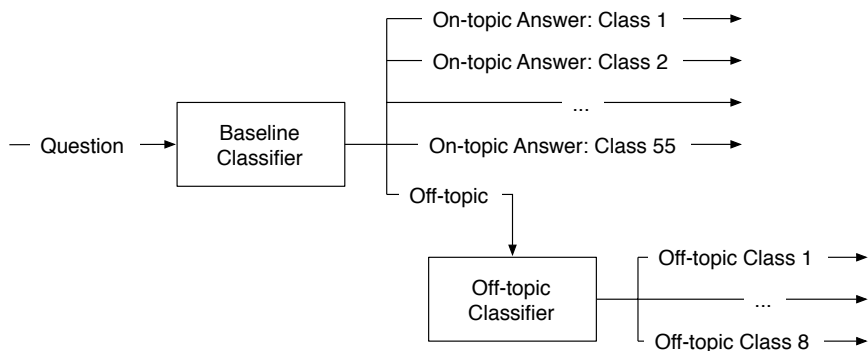 On-topic Answer: Class 1
On-topic Answer: Class 2
...
Question
Baseline
Classifier
On-topic Answer: Class 55
Off-topic
Off-topic
Classifier
Off-topic Class 1
...
Off-topic Class 8